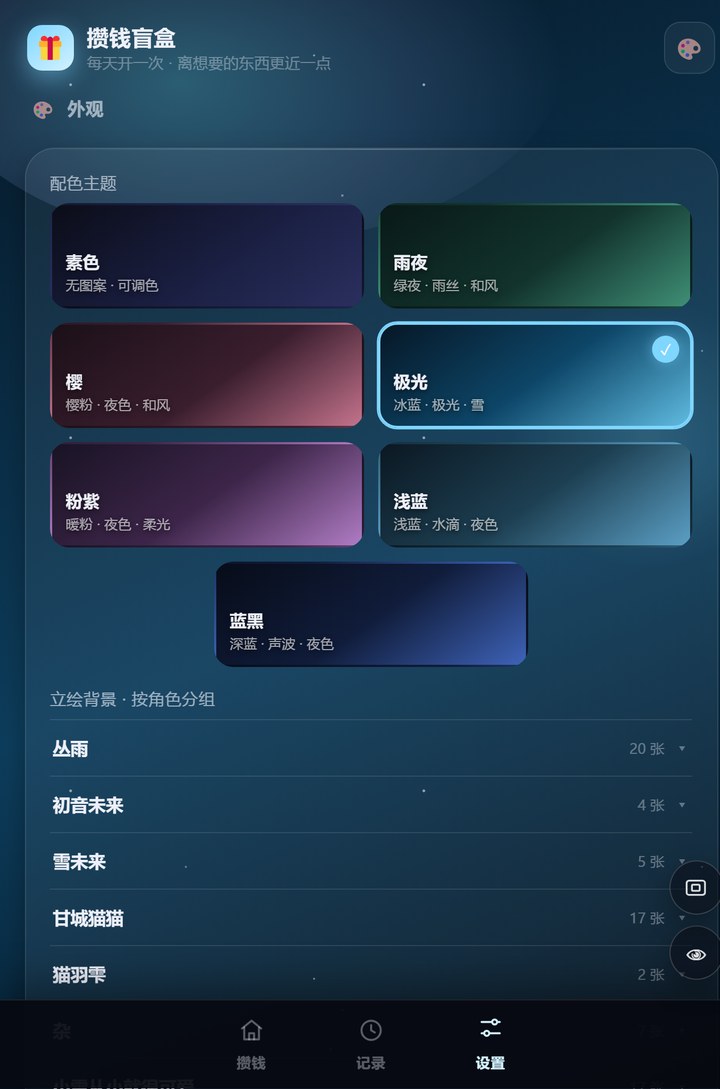 攒钱盲盒
每天开一次 · 离想要的东西更近一点
外观
配色主题
素色
无图案 · 可调色
雨夜
绿夜 · 雨丝 · 和风
樱
樱粉 · 夜色 · 和风
极光
冰蓝 · 极光 · 雪
粉紫
暖粉 · 夜色 · 柔光
浅蓝
浅蓝 · 水滴 · 夜色
蓝黑
深蓝 · 声波 · 夜色
立绘背景 · 按角色分组
丛雨 20 张
初音未来 4 张
雪未来 5 张
甘城猫猫 17 张
猫羽雫 2 张
杂
攒钱
记录
设置